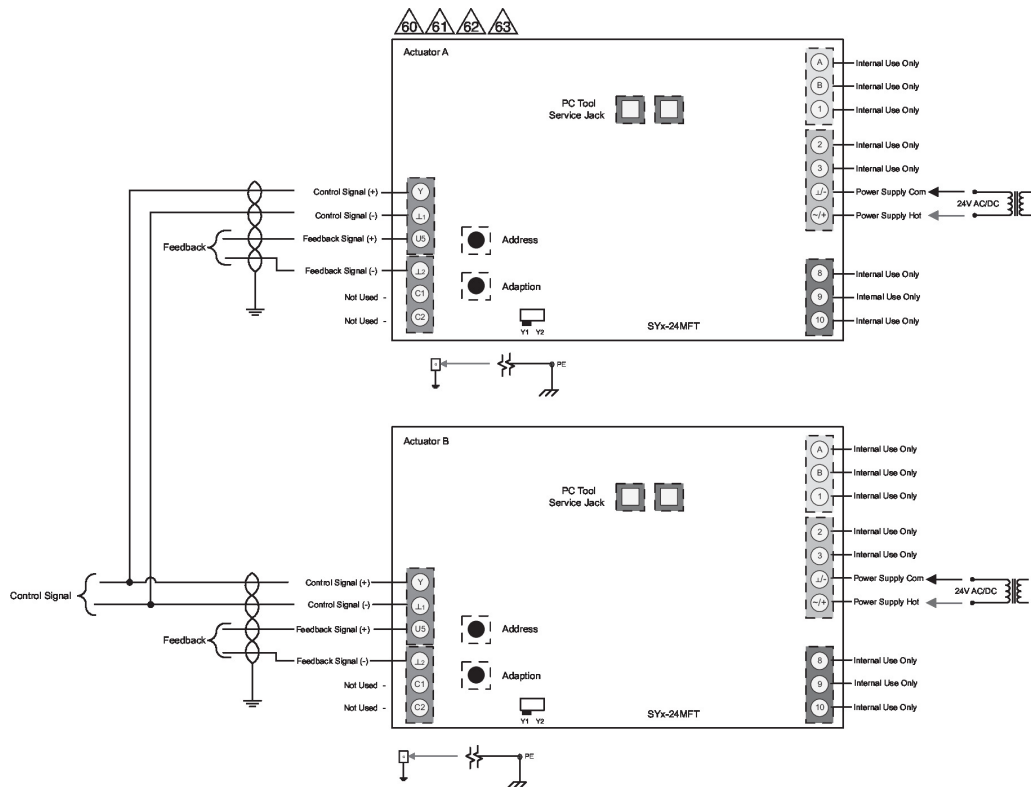 60 61 62 63
Actuator A
PC Tool
Service Jack
A Internal Use Only
B Internal Use Only
1 Internal Use Only
2 Internal Use Only
3 Internal Use Only
⊥/- Power Supply Com
24V AC/DC
~/+ Power Supply Hot
Control Signal (+) Y
Control Signal (-) ⊥1
Feedback
Feedback Signal (+) U5
Feedback Signal (-) ⊥2
Not Used - C1
Not Used - C2
Address
Adaption
Y1 Y2
SYx-24MFT
8 Internal Use Only
9 Internal Use Only
10 Internal Use Only
PE
Actuator B
PC Tool
Service Jack
A Internal Use Only
B Internal Use Only
1 Internal Use Only
2 Internal Use Only
3 Internal Use Only
⊥/- Power Supply Com
24V AC/DC
~/+ Power Supply Hot
Control Signal
Control Signal (+) Y
Control Signal (-) ⊥1
Feedback
Feedback Signal (+) U5
Feedback Signal (-) ⊥2
Not Used - C1
Not Used - C2
Address
Adaption
Y1 Y2
SYx-24MFT
8 Internal Use Only
9 Internal Use Only
10 Internal Use Only
PE